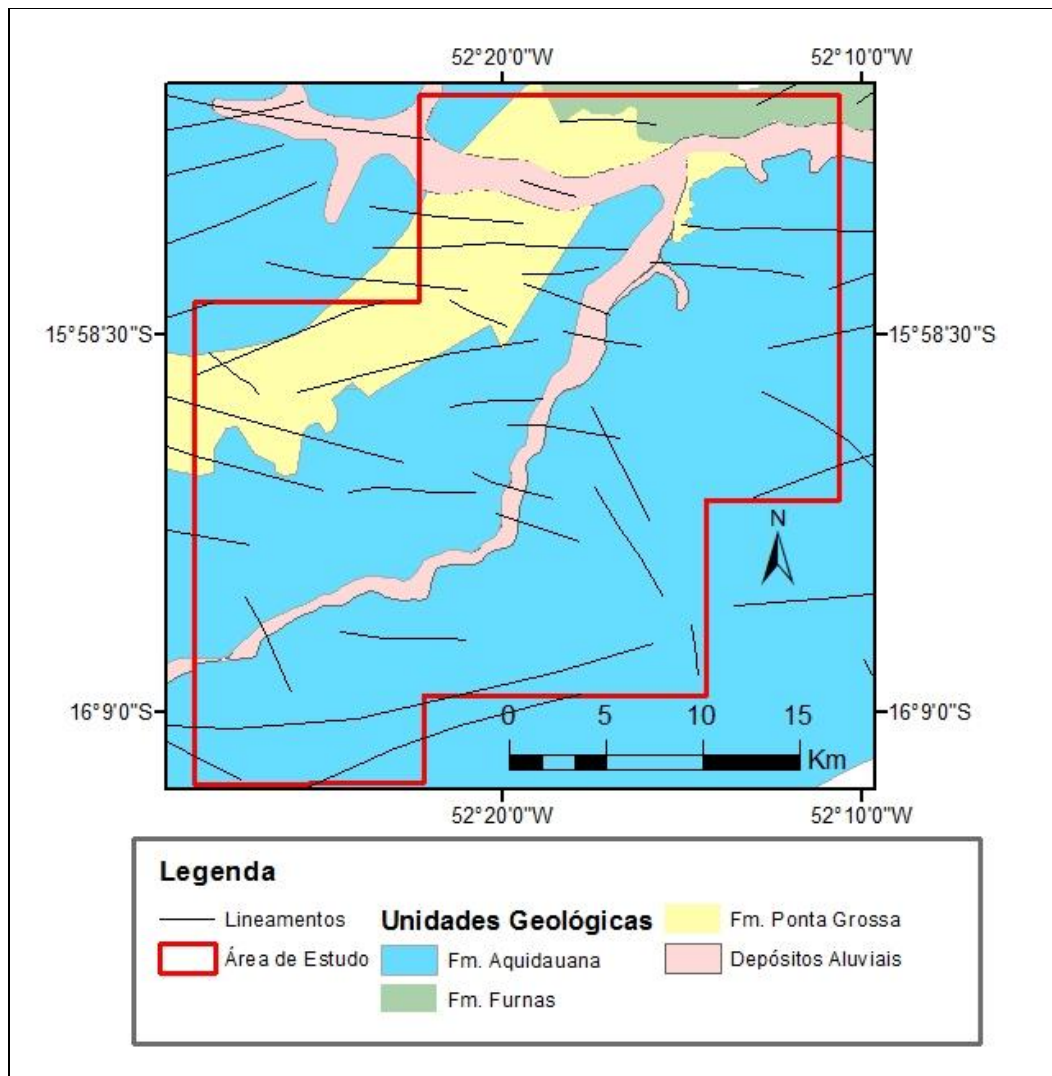 52°20'0"W 52°10'0"W
15°58'30"S 15°58'30"S
N
16°9'0"S 16°9'0"S
0 5 10 15
Km
52°20'0"W 52°10'0"W
Legenda
Lineamentos
Área de Estudo
Unidades Geológicas
Fm. Aquidauana
Fm. Furnas
Fm. Ponta Grossa
Depósitos Aluviais